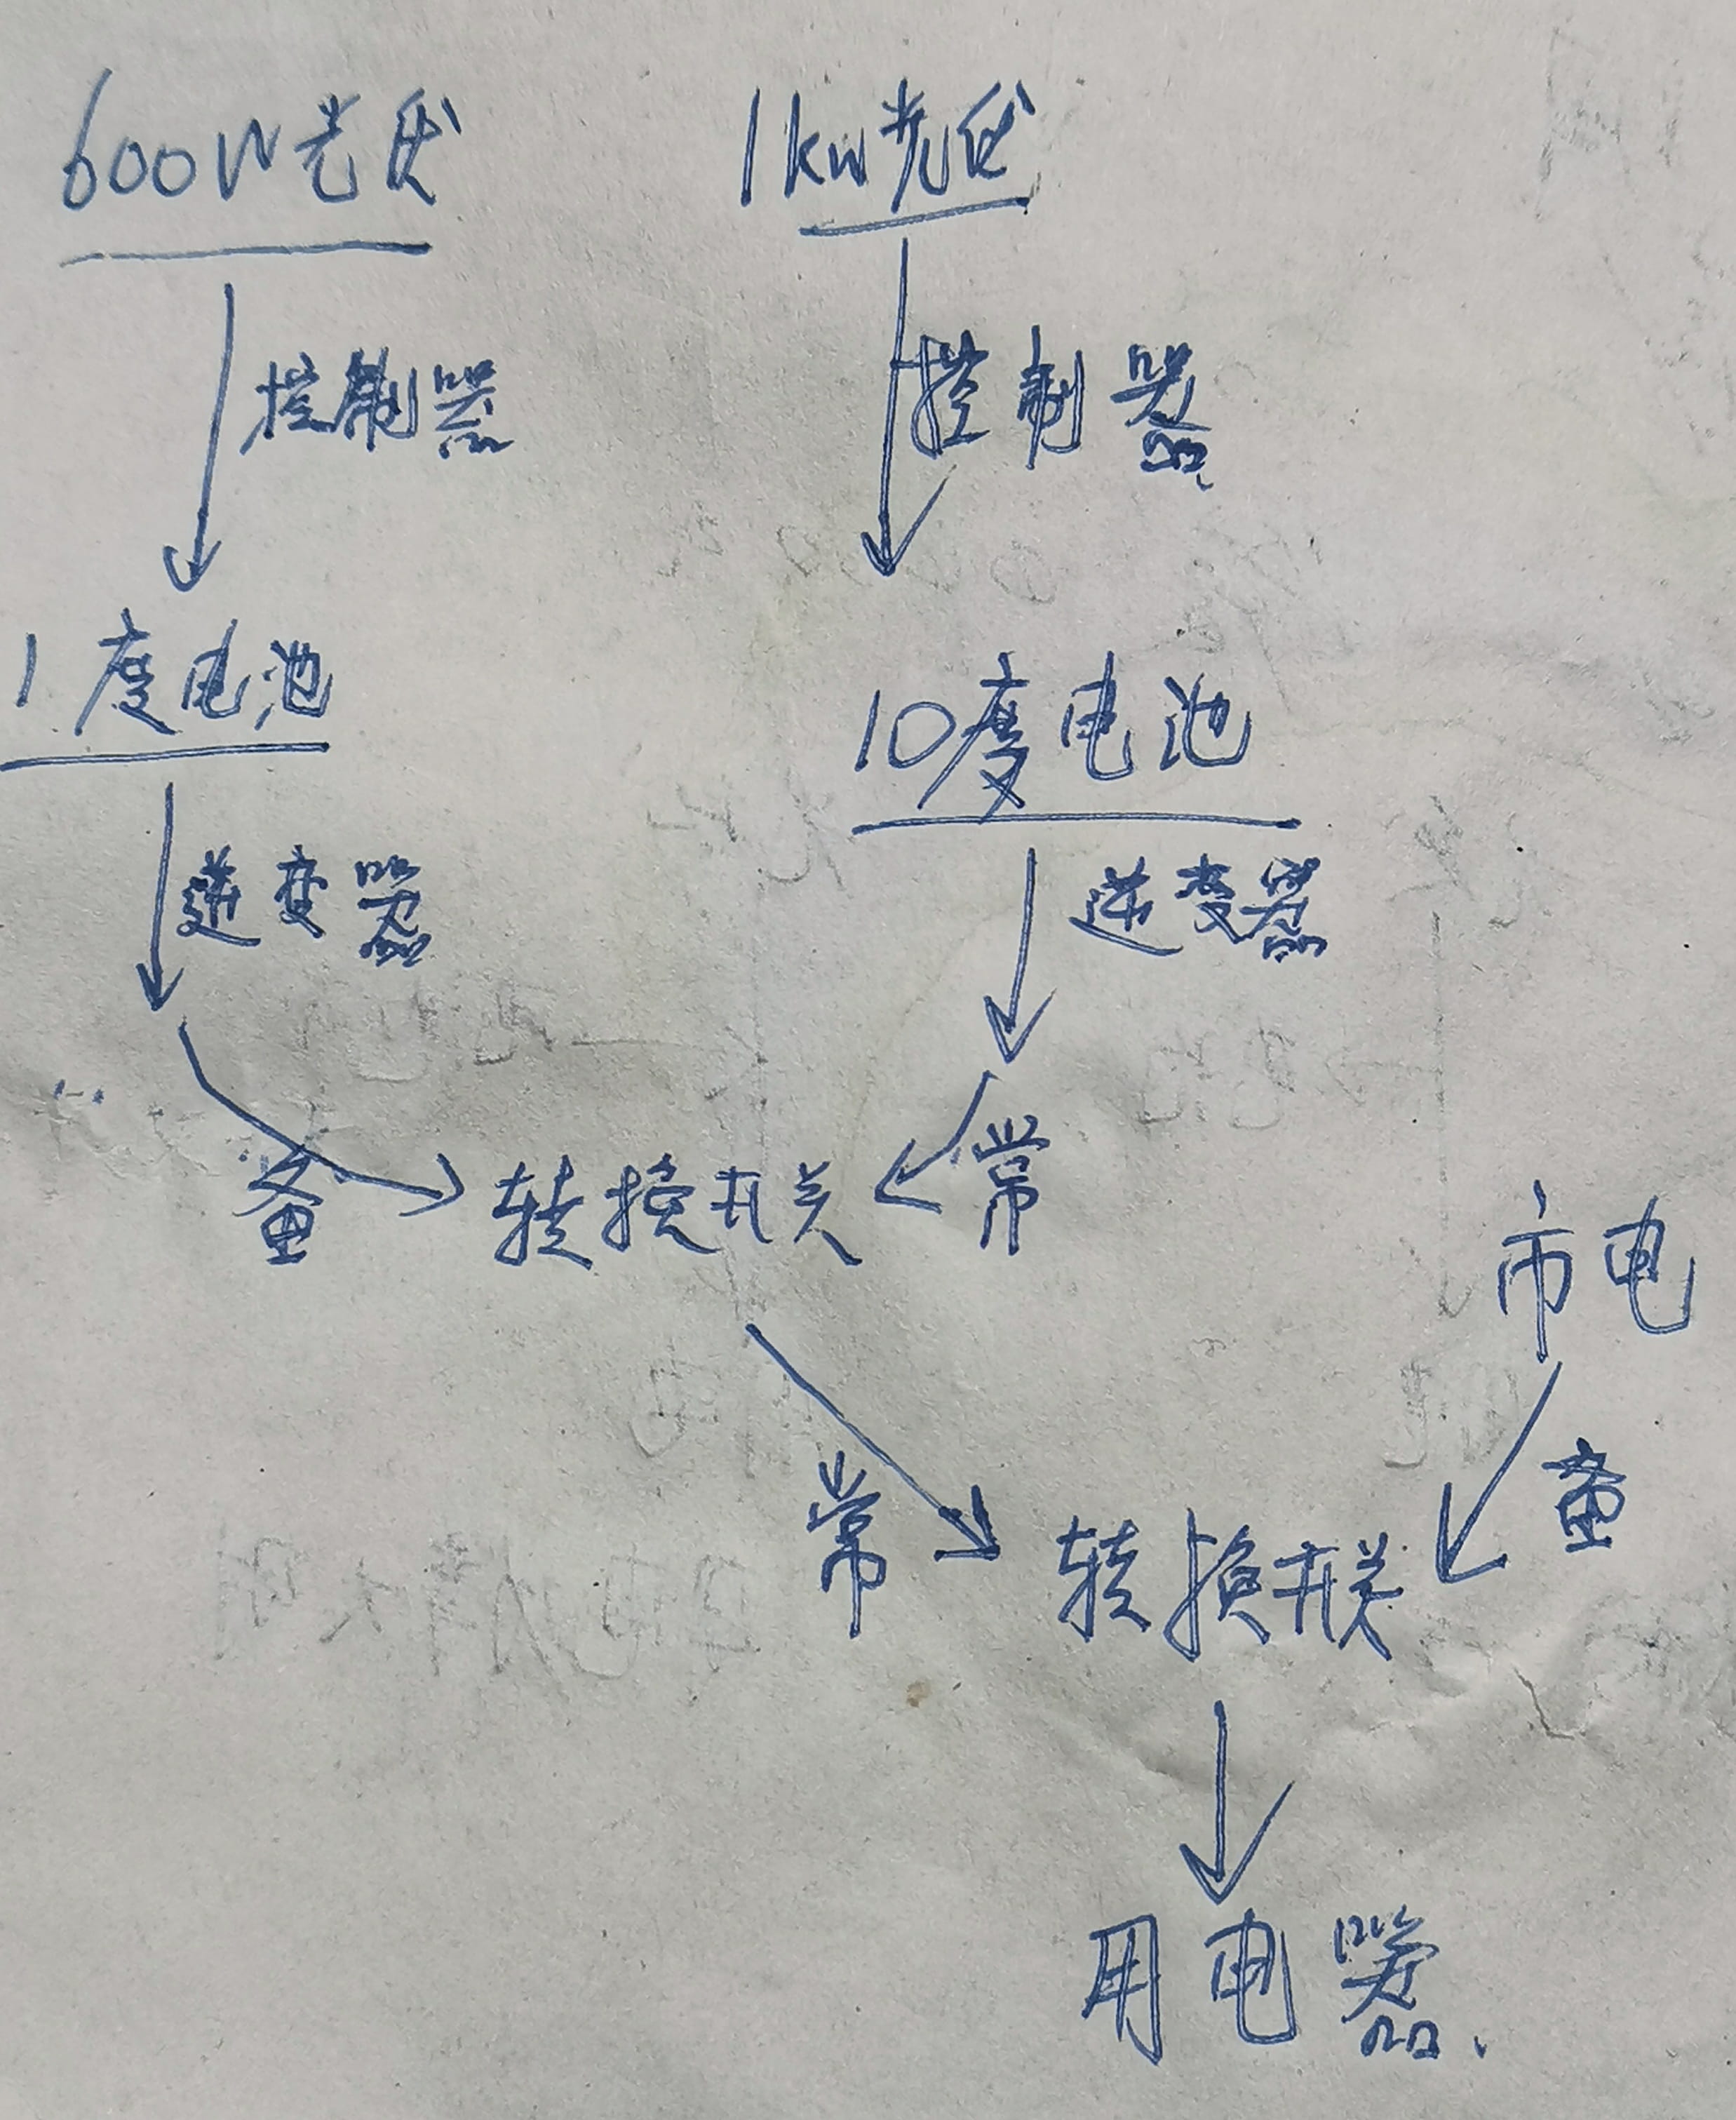 600W光伏
1kw光伏
控制器
控制器
1度电池
10度电池
逆变器
逆变器
备
转换开关
常
市电
常
转换开关
备
用电器.